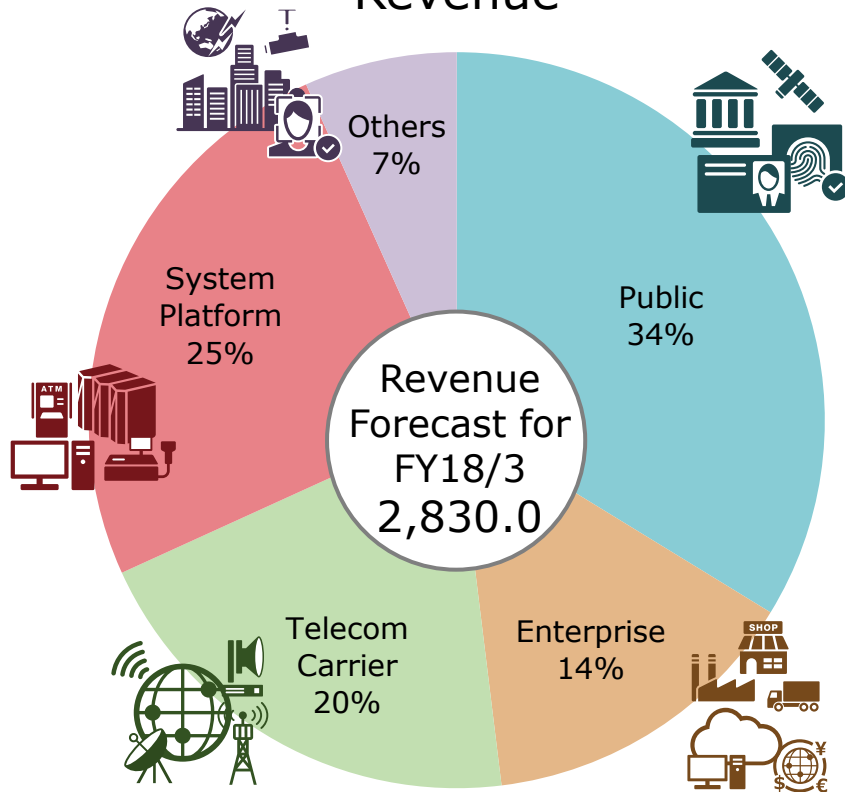 Revenue
Others
7%
System
Platform
25%
Public
34%
Revenue
Forecast for
FY18/3
2,830.0
ATM
Telecom
Carrier
20%
Enterprise
14%
SHOP
¥
$
€